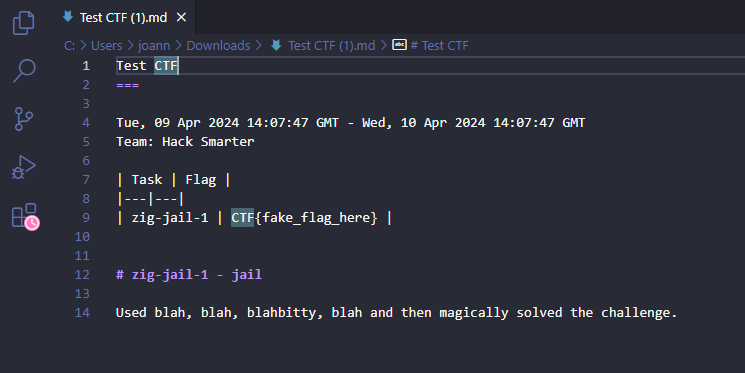 Test CTF (1).md
C: > Users > joann > Downloads > Test CTF (1).md > # Test CTF
1 Test CTF
2 ===
3
4 Tue, 09 Apr 2024 14:07:47 GMT - Wed, 10 Apr 2024 14:07:47 GMT
5 Team: Hack Smarter
6
7 | Task | Flag |
8 |---|---|
9 | zig-jail-1 | CTF{fake_flag_here} |
10
11
12 # zig-jail-1 - jail
13
14 Used blah, blah, blahbitty, blah and then magically solved the challenge.